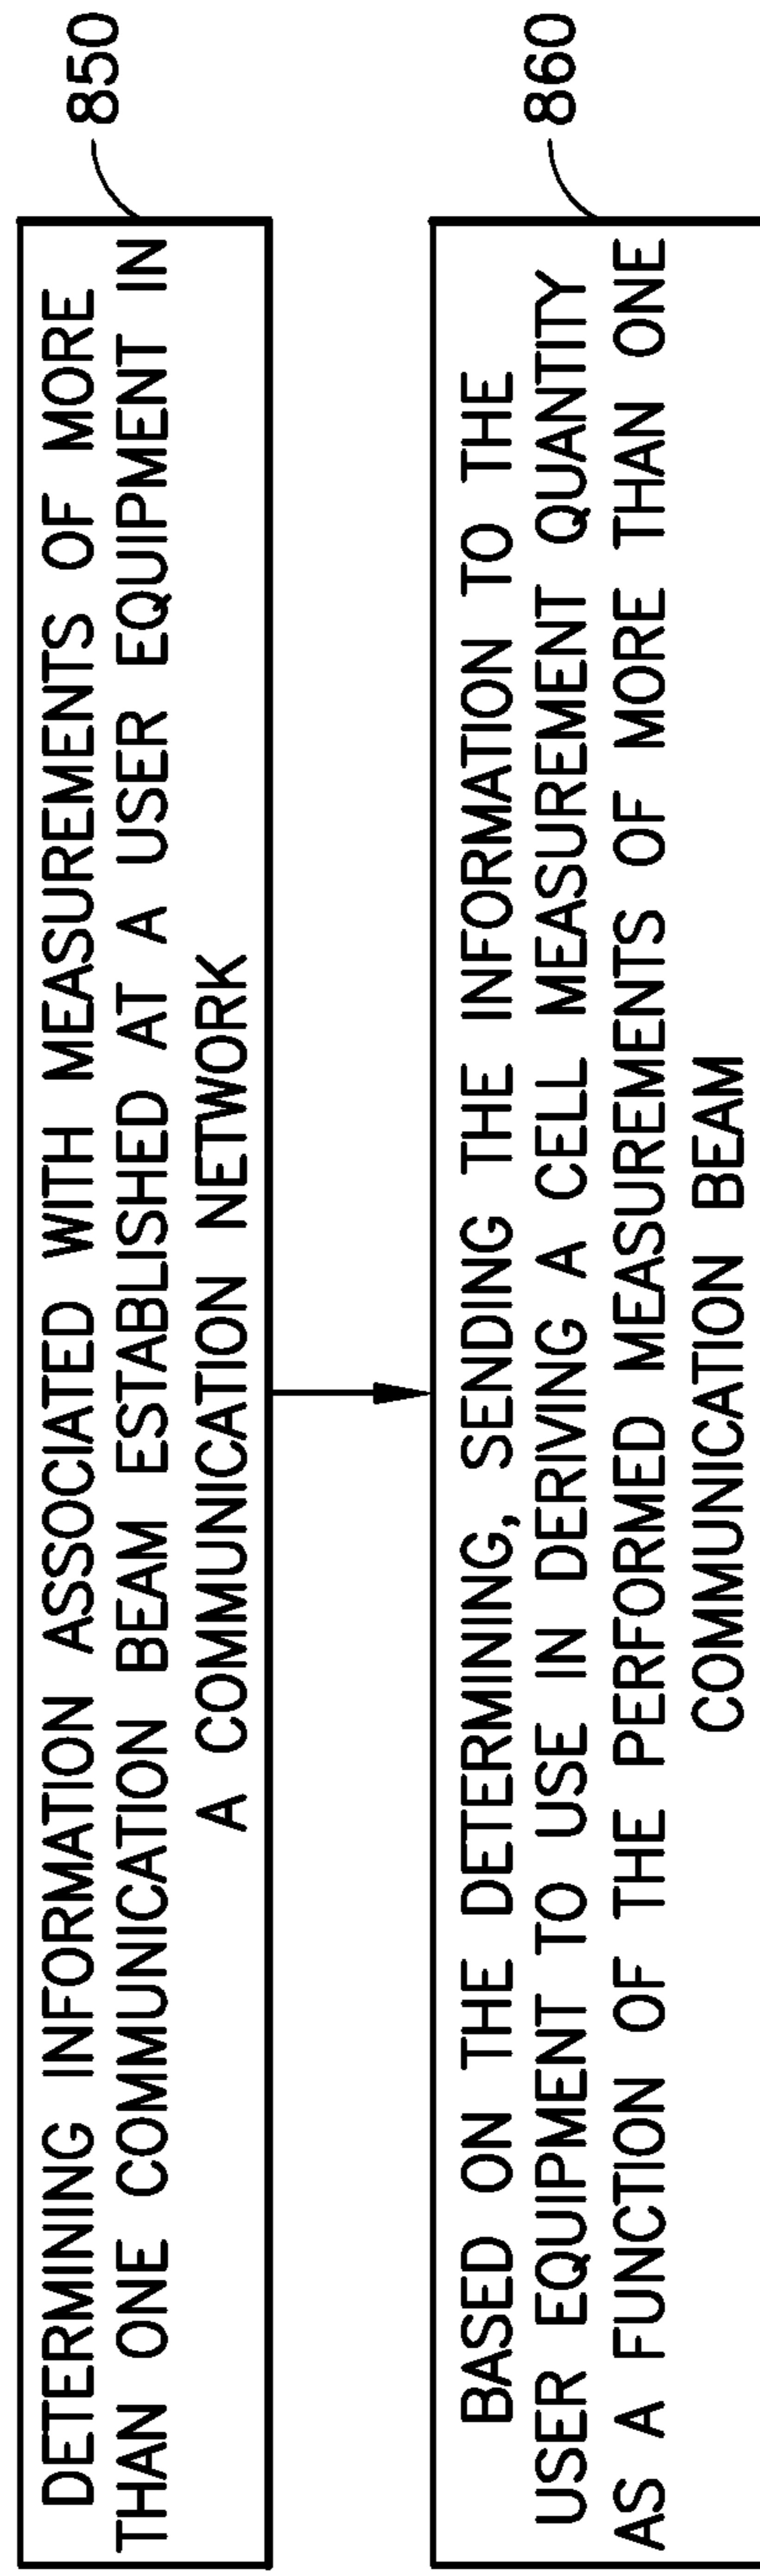 DETERMINING INFORMATION ASSOCIATED WITH MEASUREMENTS OF MORE
THAN ONE COMMUNICATION BEAM ESTABLISHED AT A USER EQUIPMENT IN
A COMMUNICATION NETWORK
850
BASED ON THE DETERMINING, SENDING THE INFORMATION TO THE
USER EQUIPMENT TO USE IN DERIVING A CELL MEASUREMENT QUANTITY
AS A FUNCTION OF THE PERFORMED MEASUREMENTS OF MORE THAN ONE
COMMUNICATION BEAM
860